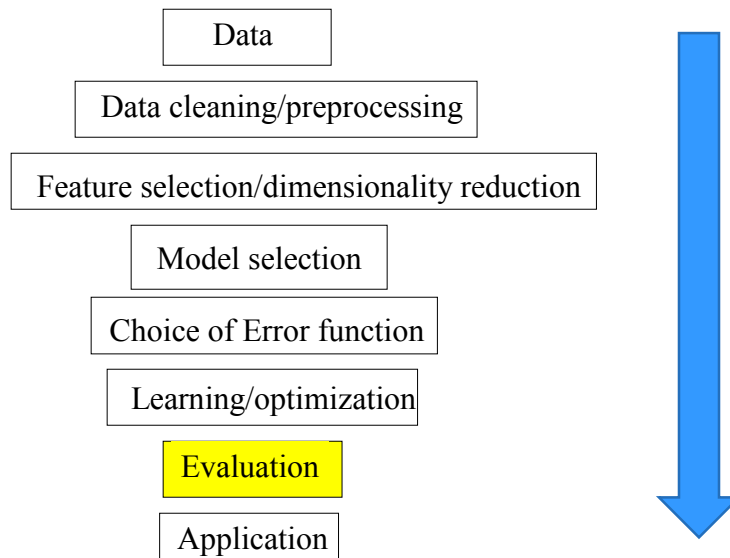 Data
Data cleaning/preprocessing
Feature selection/dimensionality reduction
Model selection
Choice of Error function
Learning/optimization
Evaluation
Application